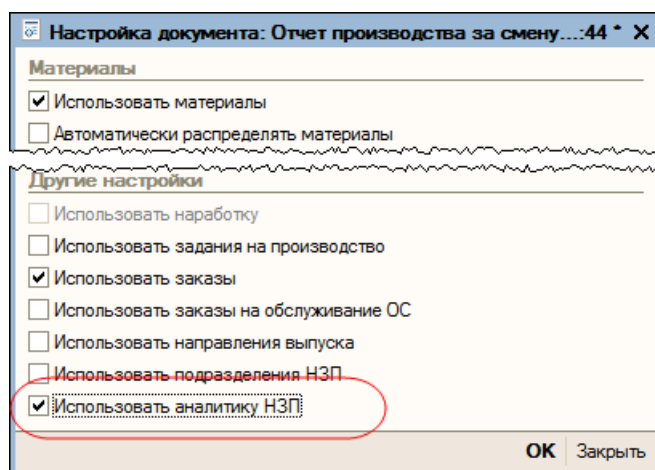 Настройка документа: Отчет производства за смену...:44 *
Материалы
Использовать материалы
Автоматически распределять материалы
Другие настройки
Использовать наработку
Использовать задания на производство
Использовать заказы
Использовать заказы на обслуживание ОС
Использовать направления выпуска
Использовать подразделения НЗП
Использовать аналитику НЗП
OK Закрыть